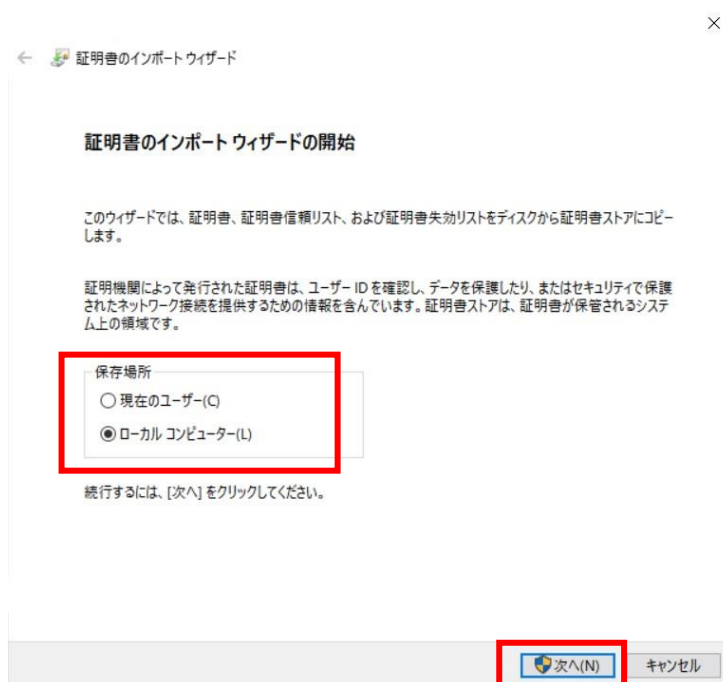 証明書のインポート ウィザード
証明書のインポート ウィザードの開始
このウィザードでは、証明書、証明書信頼リスト、および証明書失効リストをディスクから証明書ストアにコピー
します。
証明機関によって発行された証明書は、ユーザー ID を確認し、データを保護したり、またはセキュリティで保護
されたネットワーク接続を提供するための情報を含んでいます。証明書ストアは、証明書が保管されるシステ
ム上の領域です。
保存場所
現在のユーザー(C)
ローカル コンピューター(L)
続行するには、[次へ] をクリックしてください。
次へ(N)
キャンセル